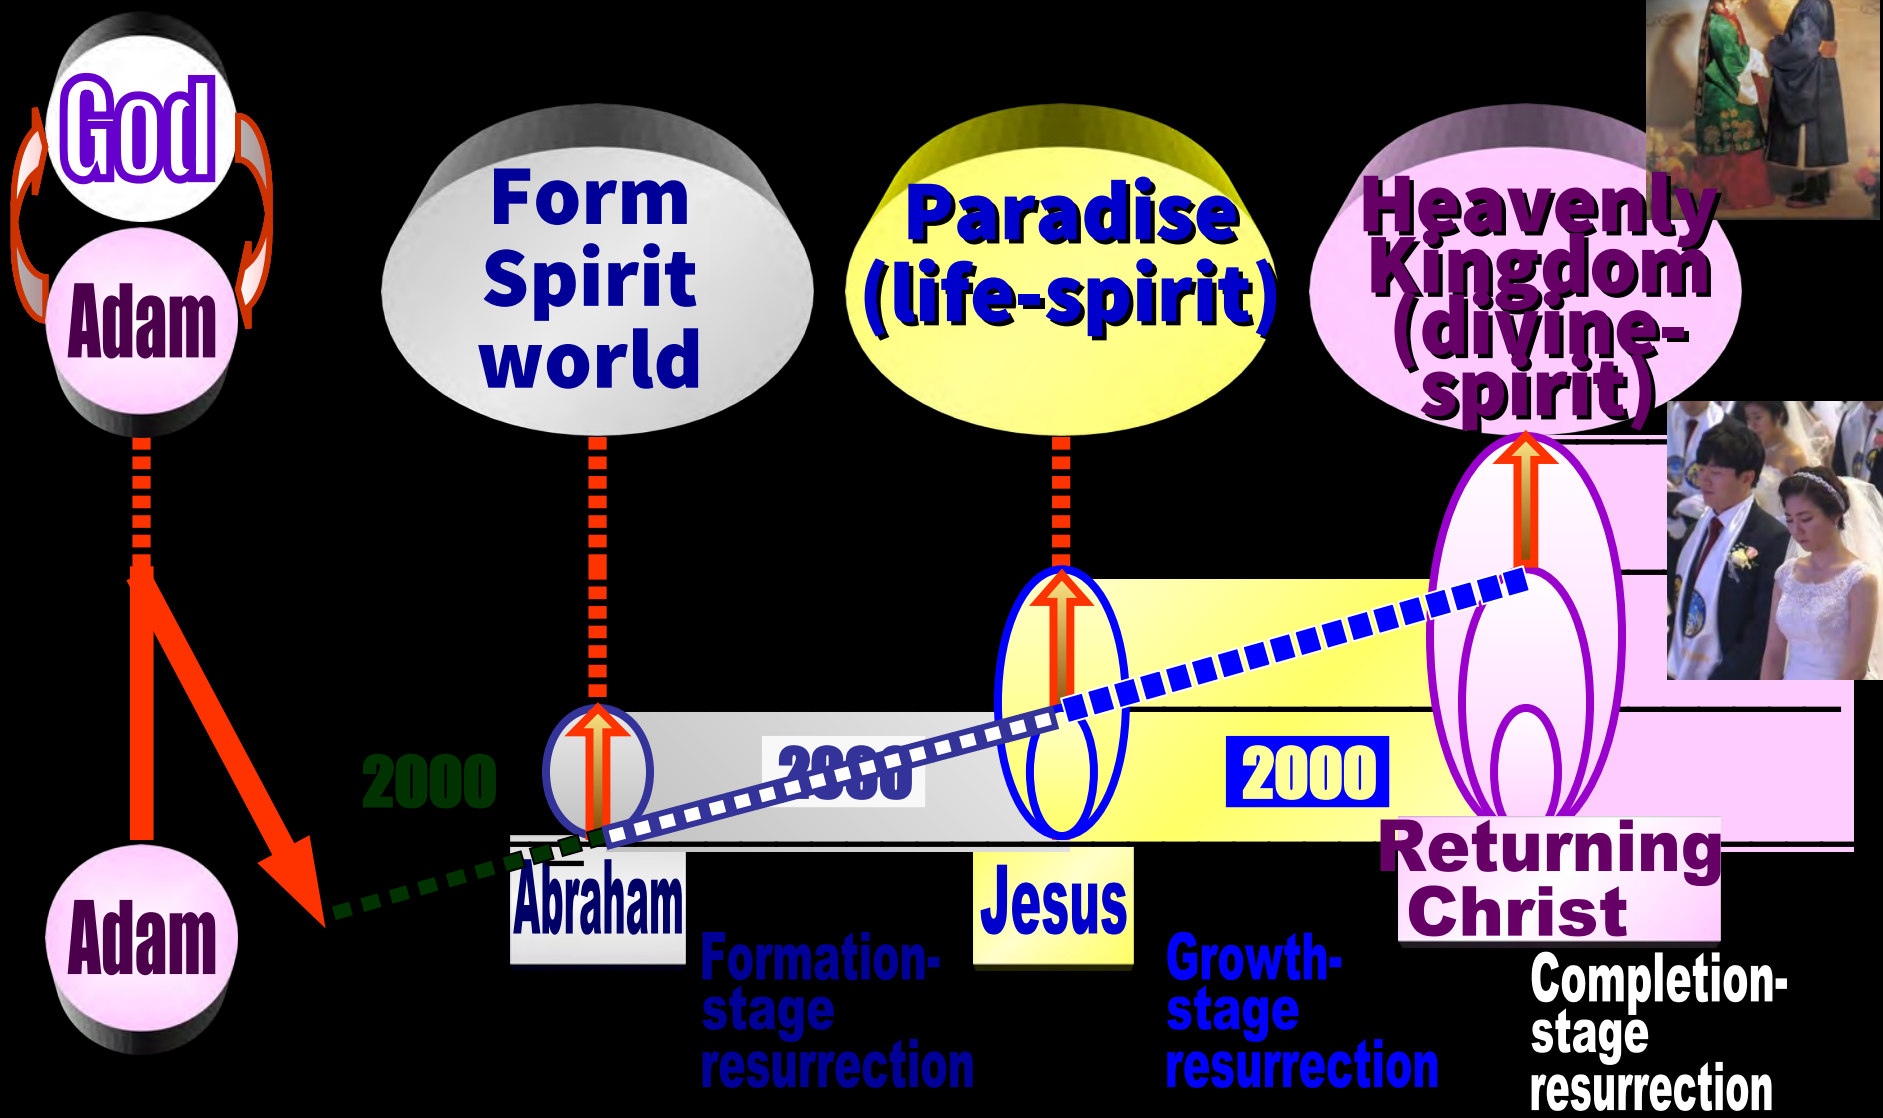 God
Adam
Form
Spirit
world
Paradise
(life-spirit)
Heavenly
Kingdom
(divine-
spirit)
2000
2000
2000
Adam
Abraham
Jesus
Returning
Christ
Formation-
stage
resurrection
Growth-
stage
resurrection
Completion-
stage
resurrection